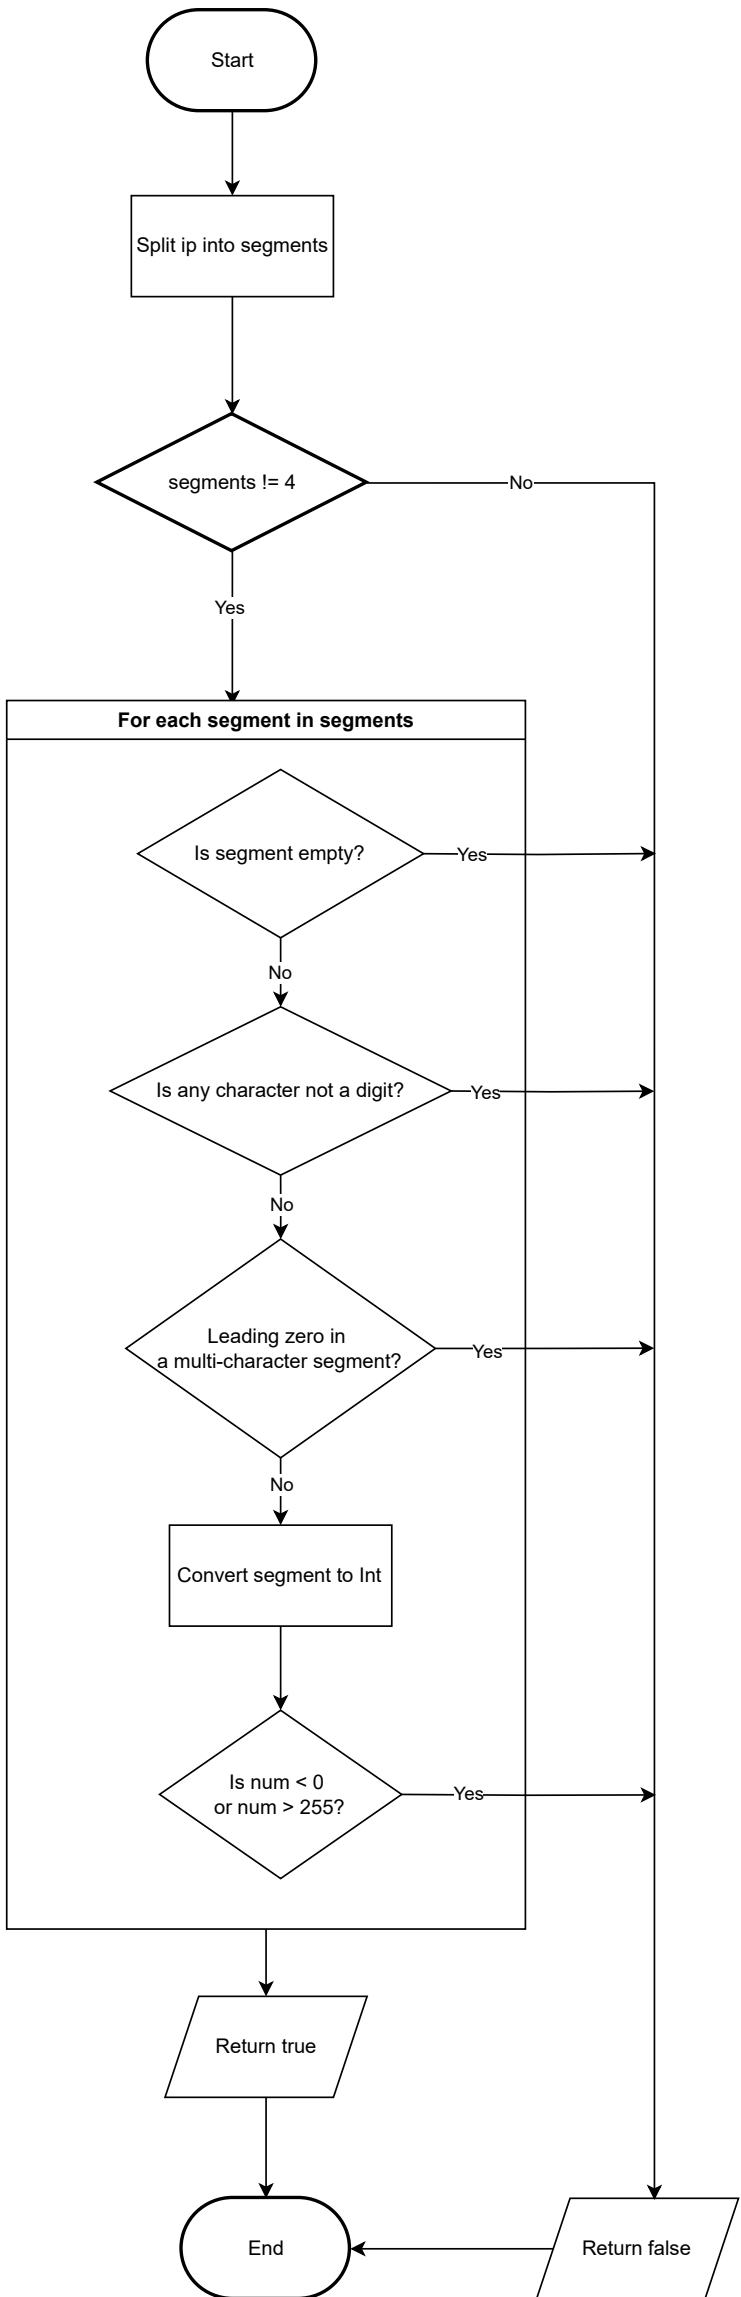 Start
Split ip into segments
segments != 4
No
Yes
For each segment in segments
Is segment empty?
Yes
No
Is any character not a digit?
Yes
No
Leading zero in
a multi-character segment?
Yes
No
Convert segment to Int
Is num < 0
or num > 255?
Yes
Return true
End
Return false